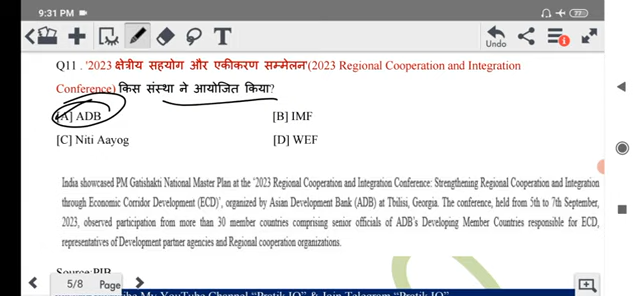 9:31 PM
77
Undo
Q11 . '2023 क्षेत्रीय सहयोग और एकीकरण सम्मेलन'(2023 Regional Cooperation and Integration
Conference) किस संस्था ने आयोजित किया?
[A] ADB
[B] IMF
[C] Niti Aayog
[D] WEF
India showcased PM Gatishakti National Master Plan at the '2023 Regional Cooperation and Integration Conference: Strengthening Regional Cooperation and Integration
through Economic Corridor Development (ECD), organized by Asian Development Bank (ADB) at Tbilisi, Georgia. The conference, held from 5th to 7th September,
2023, observed participation from more than 30 member countries comprising senior officials of ADB's Developing Member Countries responsible for ECD,
representatives of Development partner agencies and Regional cooperation organizations.
Source:PIB
5/8 Page
My YouTube Channel "Pratik IQ" & Join Telegram "Pratik IQ"